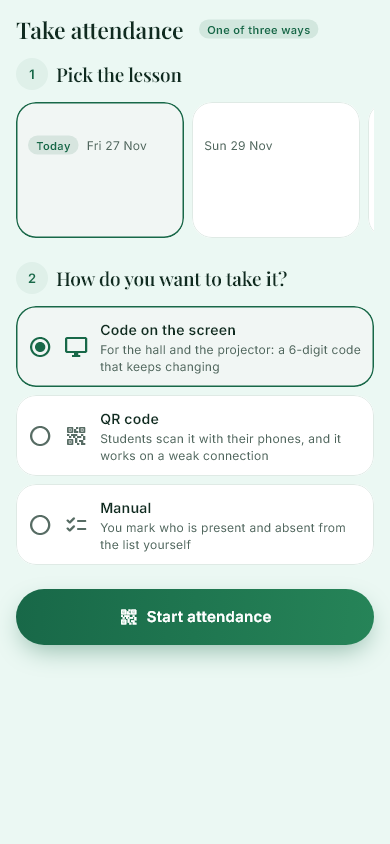 Take attendance
One of three ways
1
Pick the lesson
Today
Fri 27 Nov
Sun 29 Nov
2
How do you want to take it?
Code on the screen
For the hall and the projector: a 6-digit code
that keeps changing
QR code
Students scan it with their phones, and it
works on a weak connection
Manual
You mark who is present and absent from
the list yourself
Start attendance